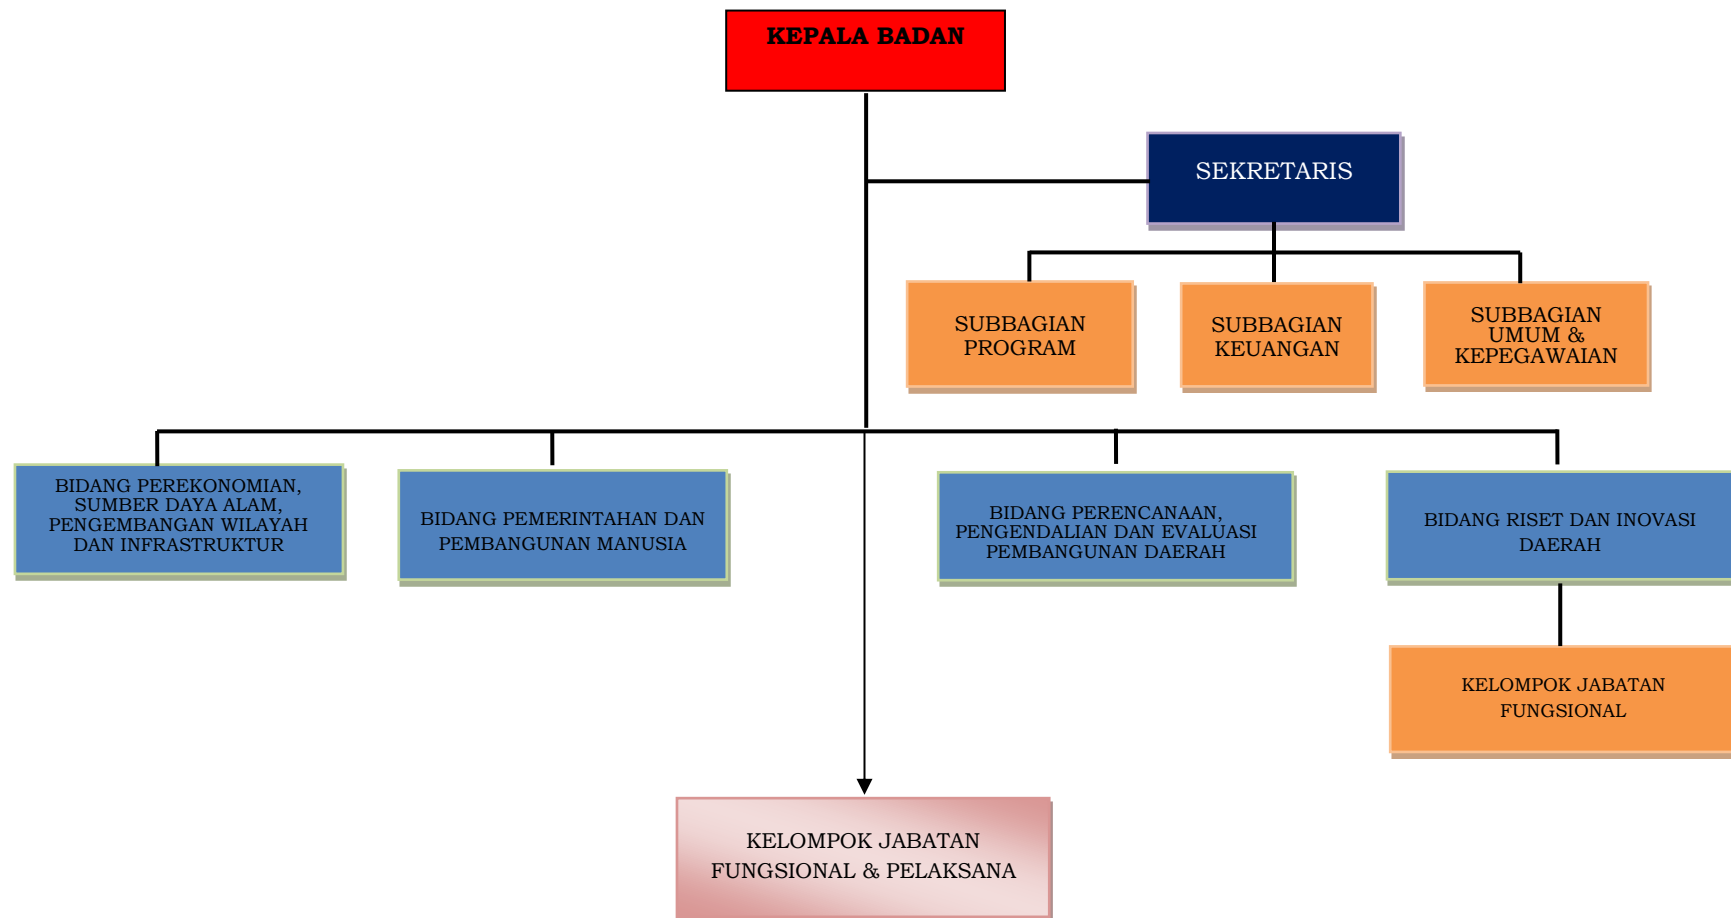 KEPALA BADAN
SEKRETARIS
SUBBAGIAN
PROGRAM
SUBBAGIAN
KEUANGAN
SUBBAGIAN
UMUM &
KEPEGAWAIAN
BIDANG PEREKONOMIAN,
SUMBER DAYA ALAM,
PENGEMBANGAN WILAYAH
DAN INFRASTRUKTUR
BIDANG PEMERINTAHAN DAN
PEMBANGUNAN MANUSIA
BIDANG PERENCANAAN,
PENGENDALIAN DAN EVALUASI
PEMBANGUNAN DAERAH
BIDANG RISET DAN INOVASI
DAERAH
KELOMPOK JABATAN
FUNGSIONAL
KELOMPOK JABATAN
FUNGSIONAL & PELAKSANA